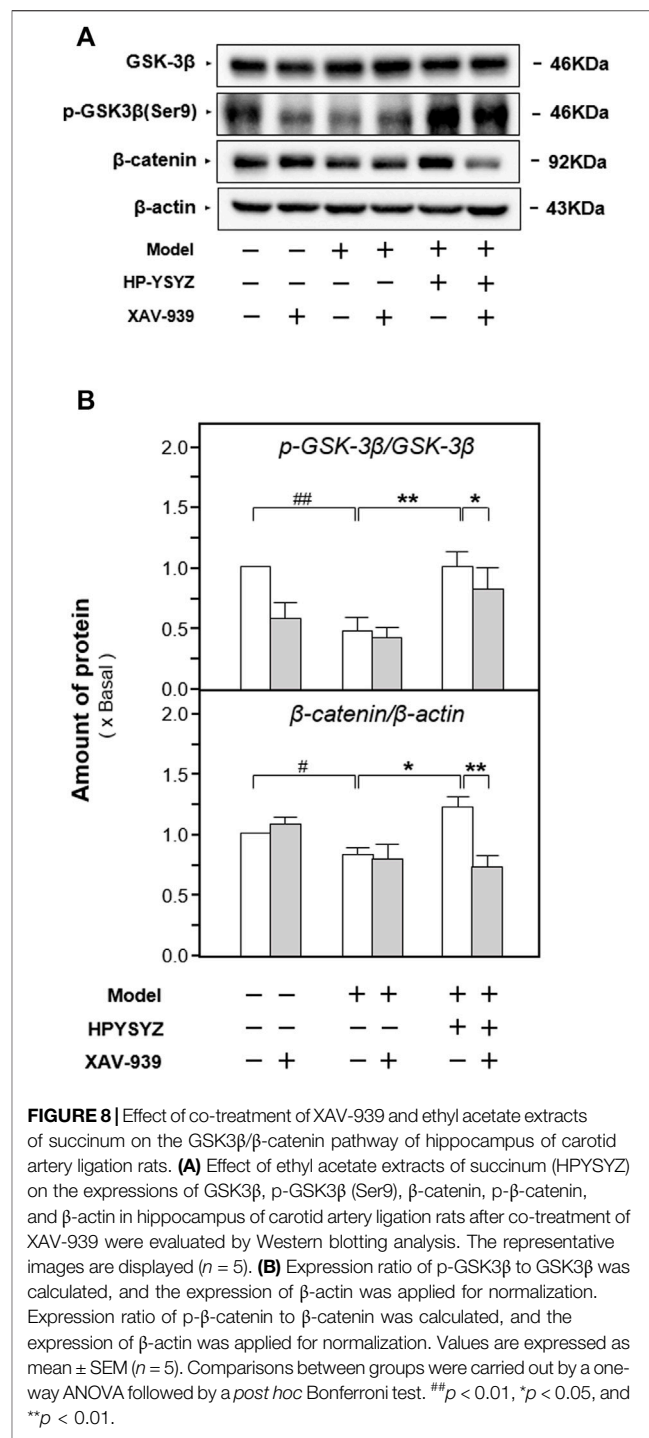 A
GSK-3β ▸ – 46KDa
p-GSK3β(Ser9) ▸ – 46KDa
β-catenin ▸ – 92KDa
β-actin ▸ – 43KDa
Model – – + + + +
HP-YSYZ – – – – + +
XAV-939 – + – + – +
B
p-GSK-3β/GSK-3β
2.0
1.5
## ** *
1.0
0.5
0.0
Amount of protein
( x Basal )
β-catenin/β-actin
2.0
1.5
# * **
1.0
0.5
0.0
Model – – + + + +
HPYSYZ – – – – + +
XAV-939 – + – + – +
FIGURE 8 | Effect of co-treatment of XAV-939 and ethyl acetate extracts
of succinum on the GSK3β/β-catenin pathway of hippocampus of carotid
artery ligation rats. (A) Effect of ethyl acetate extracts of succinum (HPYSYZ)
on the expressions of GSK3β, p-GSK3β (Ser9), β-catenin, p-β-catenin,
and β-actin in hippocampus of carotid artery ligation rats after co-treatment of
XAV-939 were evaluated by Western blotting analysis. The representative
images are displayed (n = 5). (B) Expression ratio of p-GSK3β to GSK3β was
calculated, and the expression of β-actin was applied for normalization.
Expression ratio of p-β-catenin to β-catenin was calculated, and the
expression of β-actin was applied for normalization. Values are expressed as
mean ± SEM (n = 5). Comparisons between groups were carried out by a one-
way ANOVA followed by a post hoc Bonferroni test. ##p < 0.01, *p < 0.05, and
**p < 0.01.